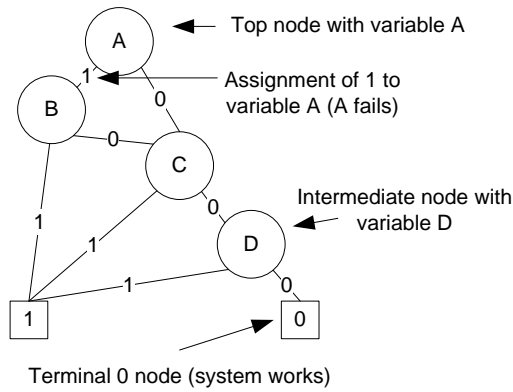 A
Top node with variable A
1
Assignment of 1 to
variable A (A fails)
B
0
0
C
Intermediate node with
variable D
0
1
1
D
1
0
1
0
Terminal 0 node (system works)